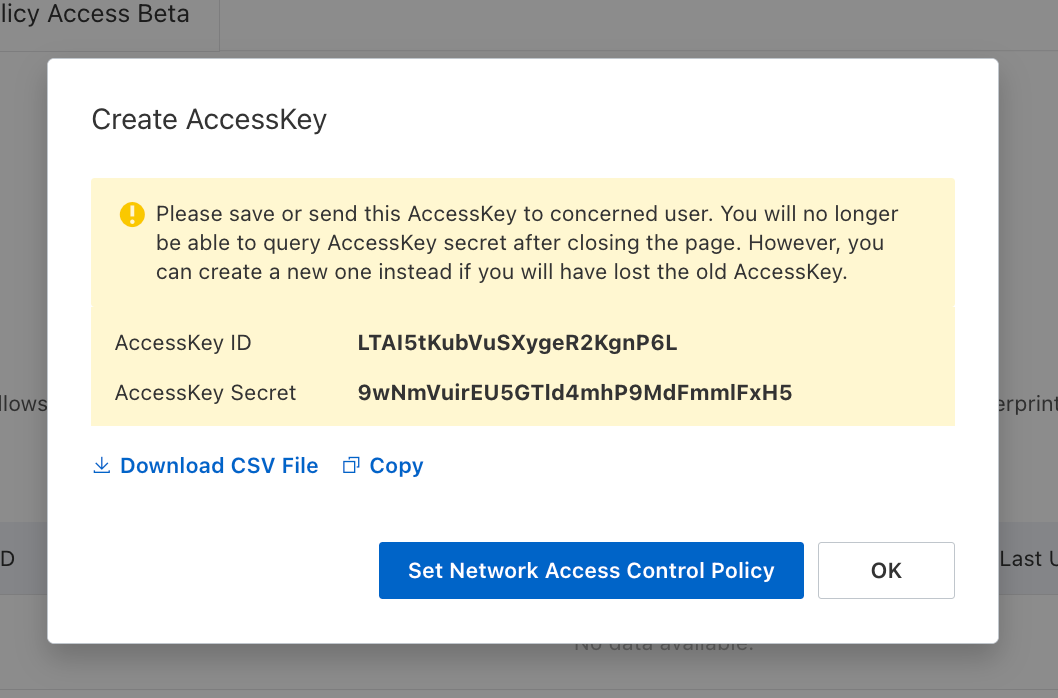 licy Access Beta
Create AccessKey
Please save or send this AccessKey to concerned user. You will no longer
be able to query AccessKey secret after closing the page. However, you
can create a new one instead if you will have lost the old AccessKey.
AccessKey ID LTAI5tKubVuSXygeR2KgnP6L
AccessKey Secret 9wNmVuirEU5GTld4mhP9MdFmmlFxH5
llows
erprint
Download CSV File Copy
D
Set Network Access Control Policy OK
Last U
No data available.